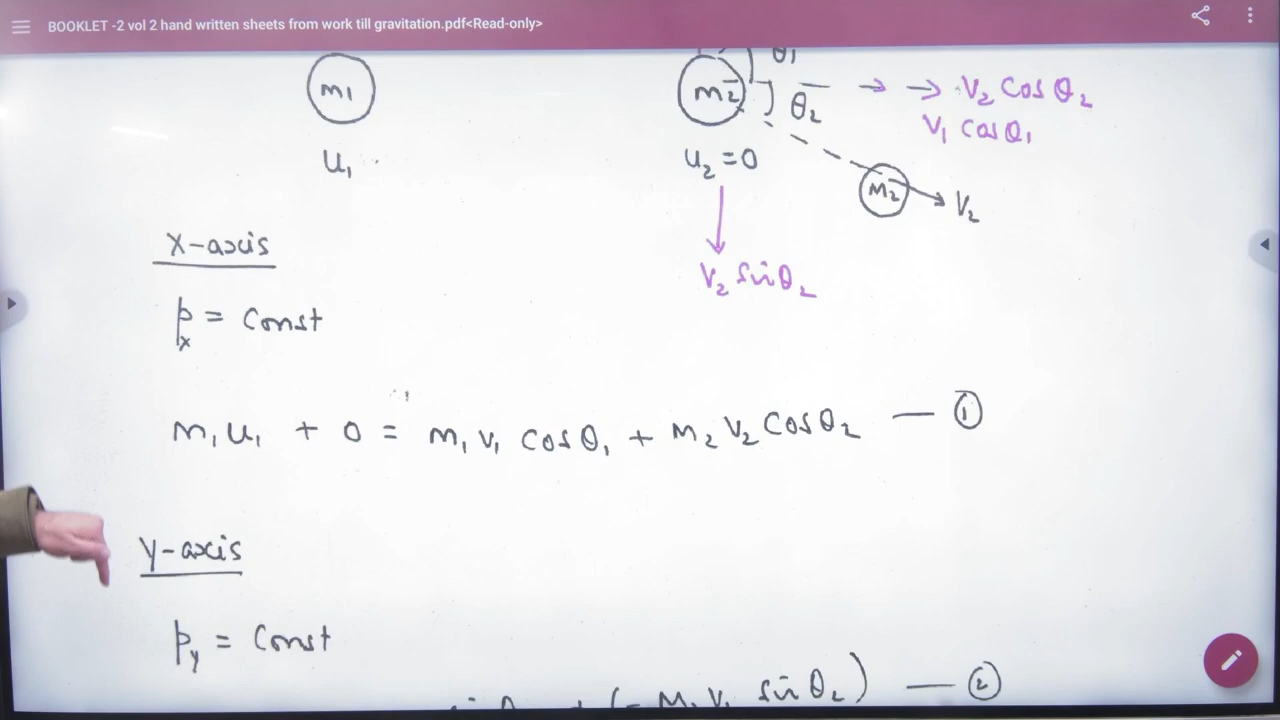 BOOKLET -2 vol 2 hand written sheets from work till gravitation.pdf<Read-only>
m₁
m₂
θ₁
θ₂
→ → V₂ Cos θ₂
V₁ cos θ₁
U₁
U₂ = 0
m₂
V₂
V₂ sin θ₂
X-axis
pₓ = Const
m₁u₁ + 0 = m₁v₁ cos θ₁ + m₂v₂ cos θ₂ — ①
Y-axis
p_y = Const
+ (- m₂v₂ sin θ₂) — ②